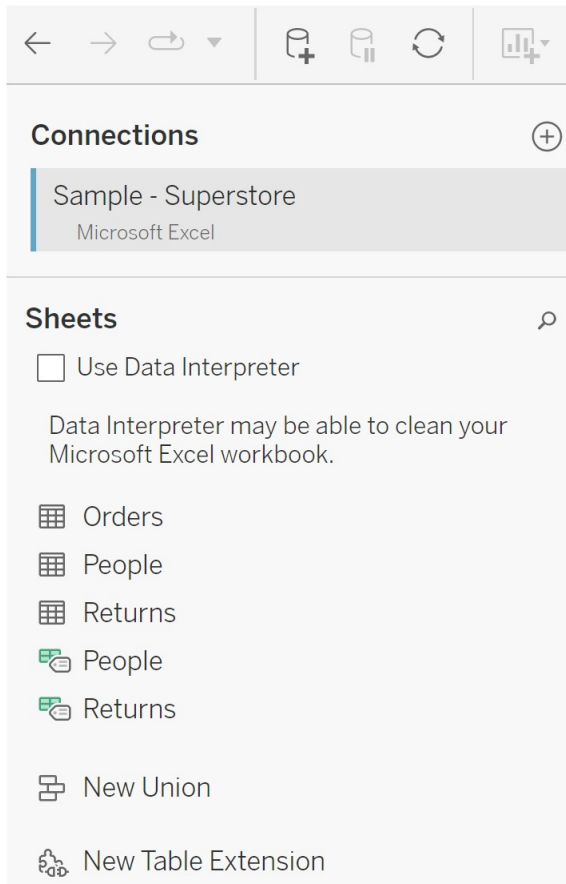 Connections
Sample - Superstore
Microsoft Excel
Sheets
Use Data Interpreter
Data Interpreter may be able to clean your
Microsoft Excel workbook.
Orders
People
Returns
People
Returns
New Union
New Table Extension